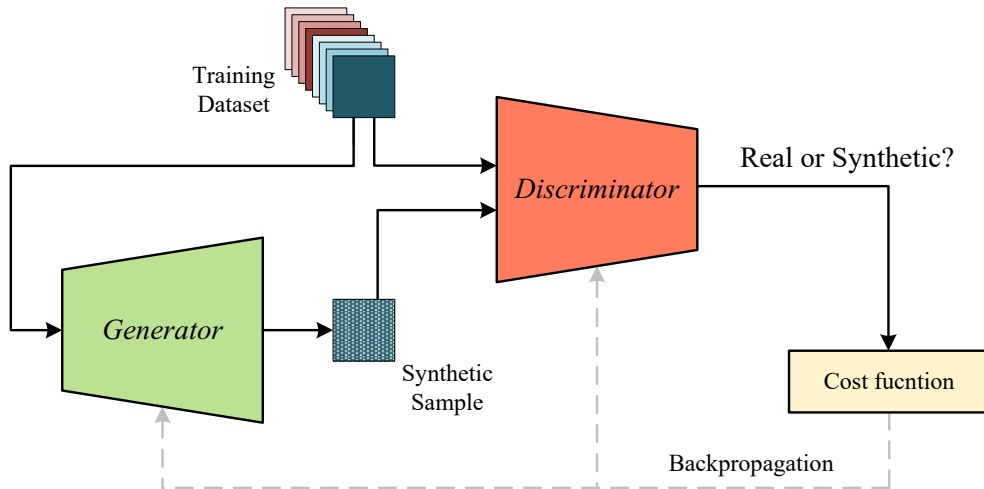 Training
Dataset
Discriminator
Real or Synthetic?
Generator
Synthetic
Sample
Cost fucntion
Backpropagation